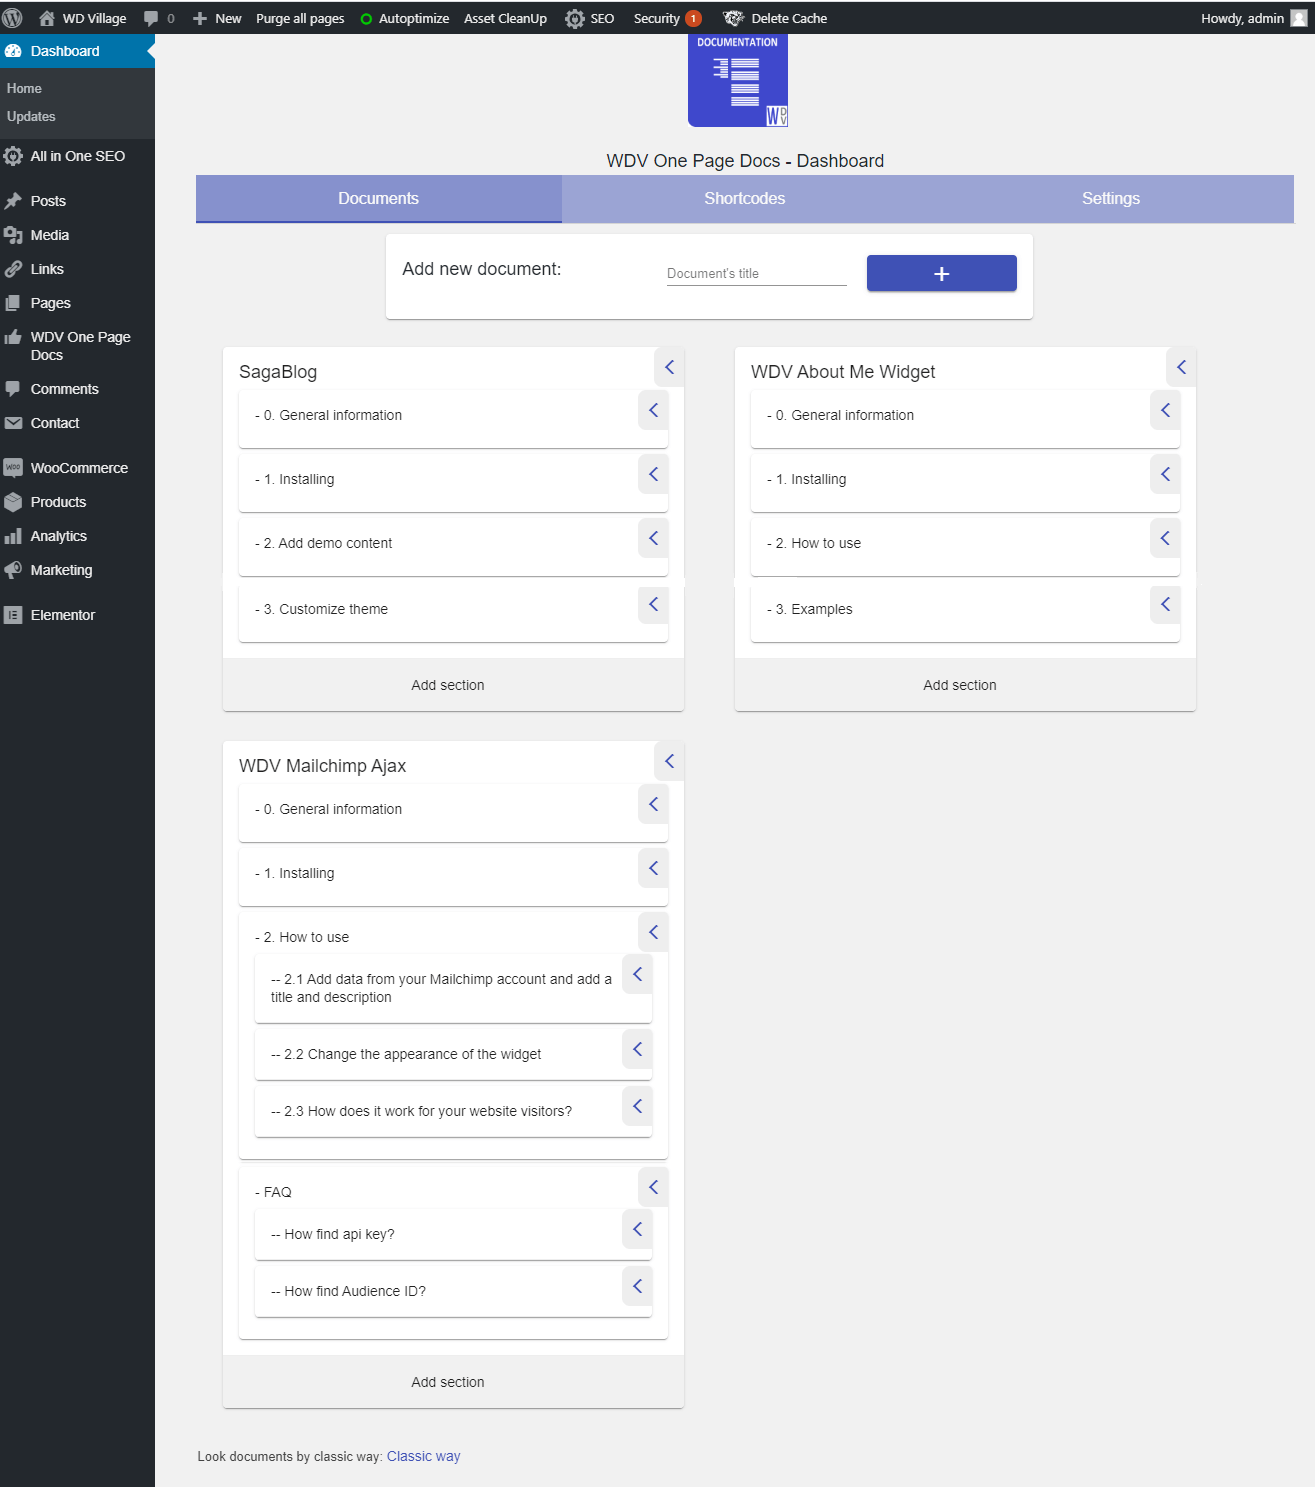 WD Village 0 New Purge all pages Autoptimize Asset CleanUp SEO Security 1 Delete Cache Howdy, admin
Dashboard
Home
Updates
All in One SEO
Posts
Media
Links
Pages
WDV One Page
Docs
Comments
Contact
WOO WooCommerce
Products
Analytics
Marketing
Elementor
DOCUMENTATION
WDV
WDV One Page Docs - Dashboard
Documents Shortcodes Settings
Add new document: Document's title +
SagaBlog
- 0. General information
- 1. Installing
- 2. Add demo content
- 3. Customize theme
Add section
WDV About Me Widget
- 0. General information
- 1. Installing
- 2. How to use
- 3. Examples
Add section
WDV Mailchimp Ajax
- 0. General information
- 1. Installing
- 2. How to use
-- 2.1 Add data from your Mailchimp account and add a
title and description
-- 2.2 Change the appearance of the widget
-- 2.3 How does it work for your website visitors?
- FAQ
-- How find api key?
-- How find Audience ID?
Add section
Look documents by classic way: Classic way